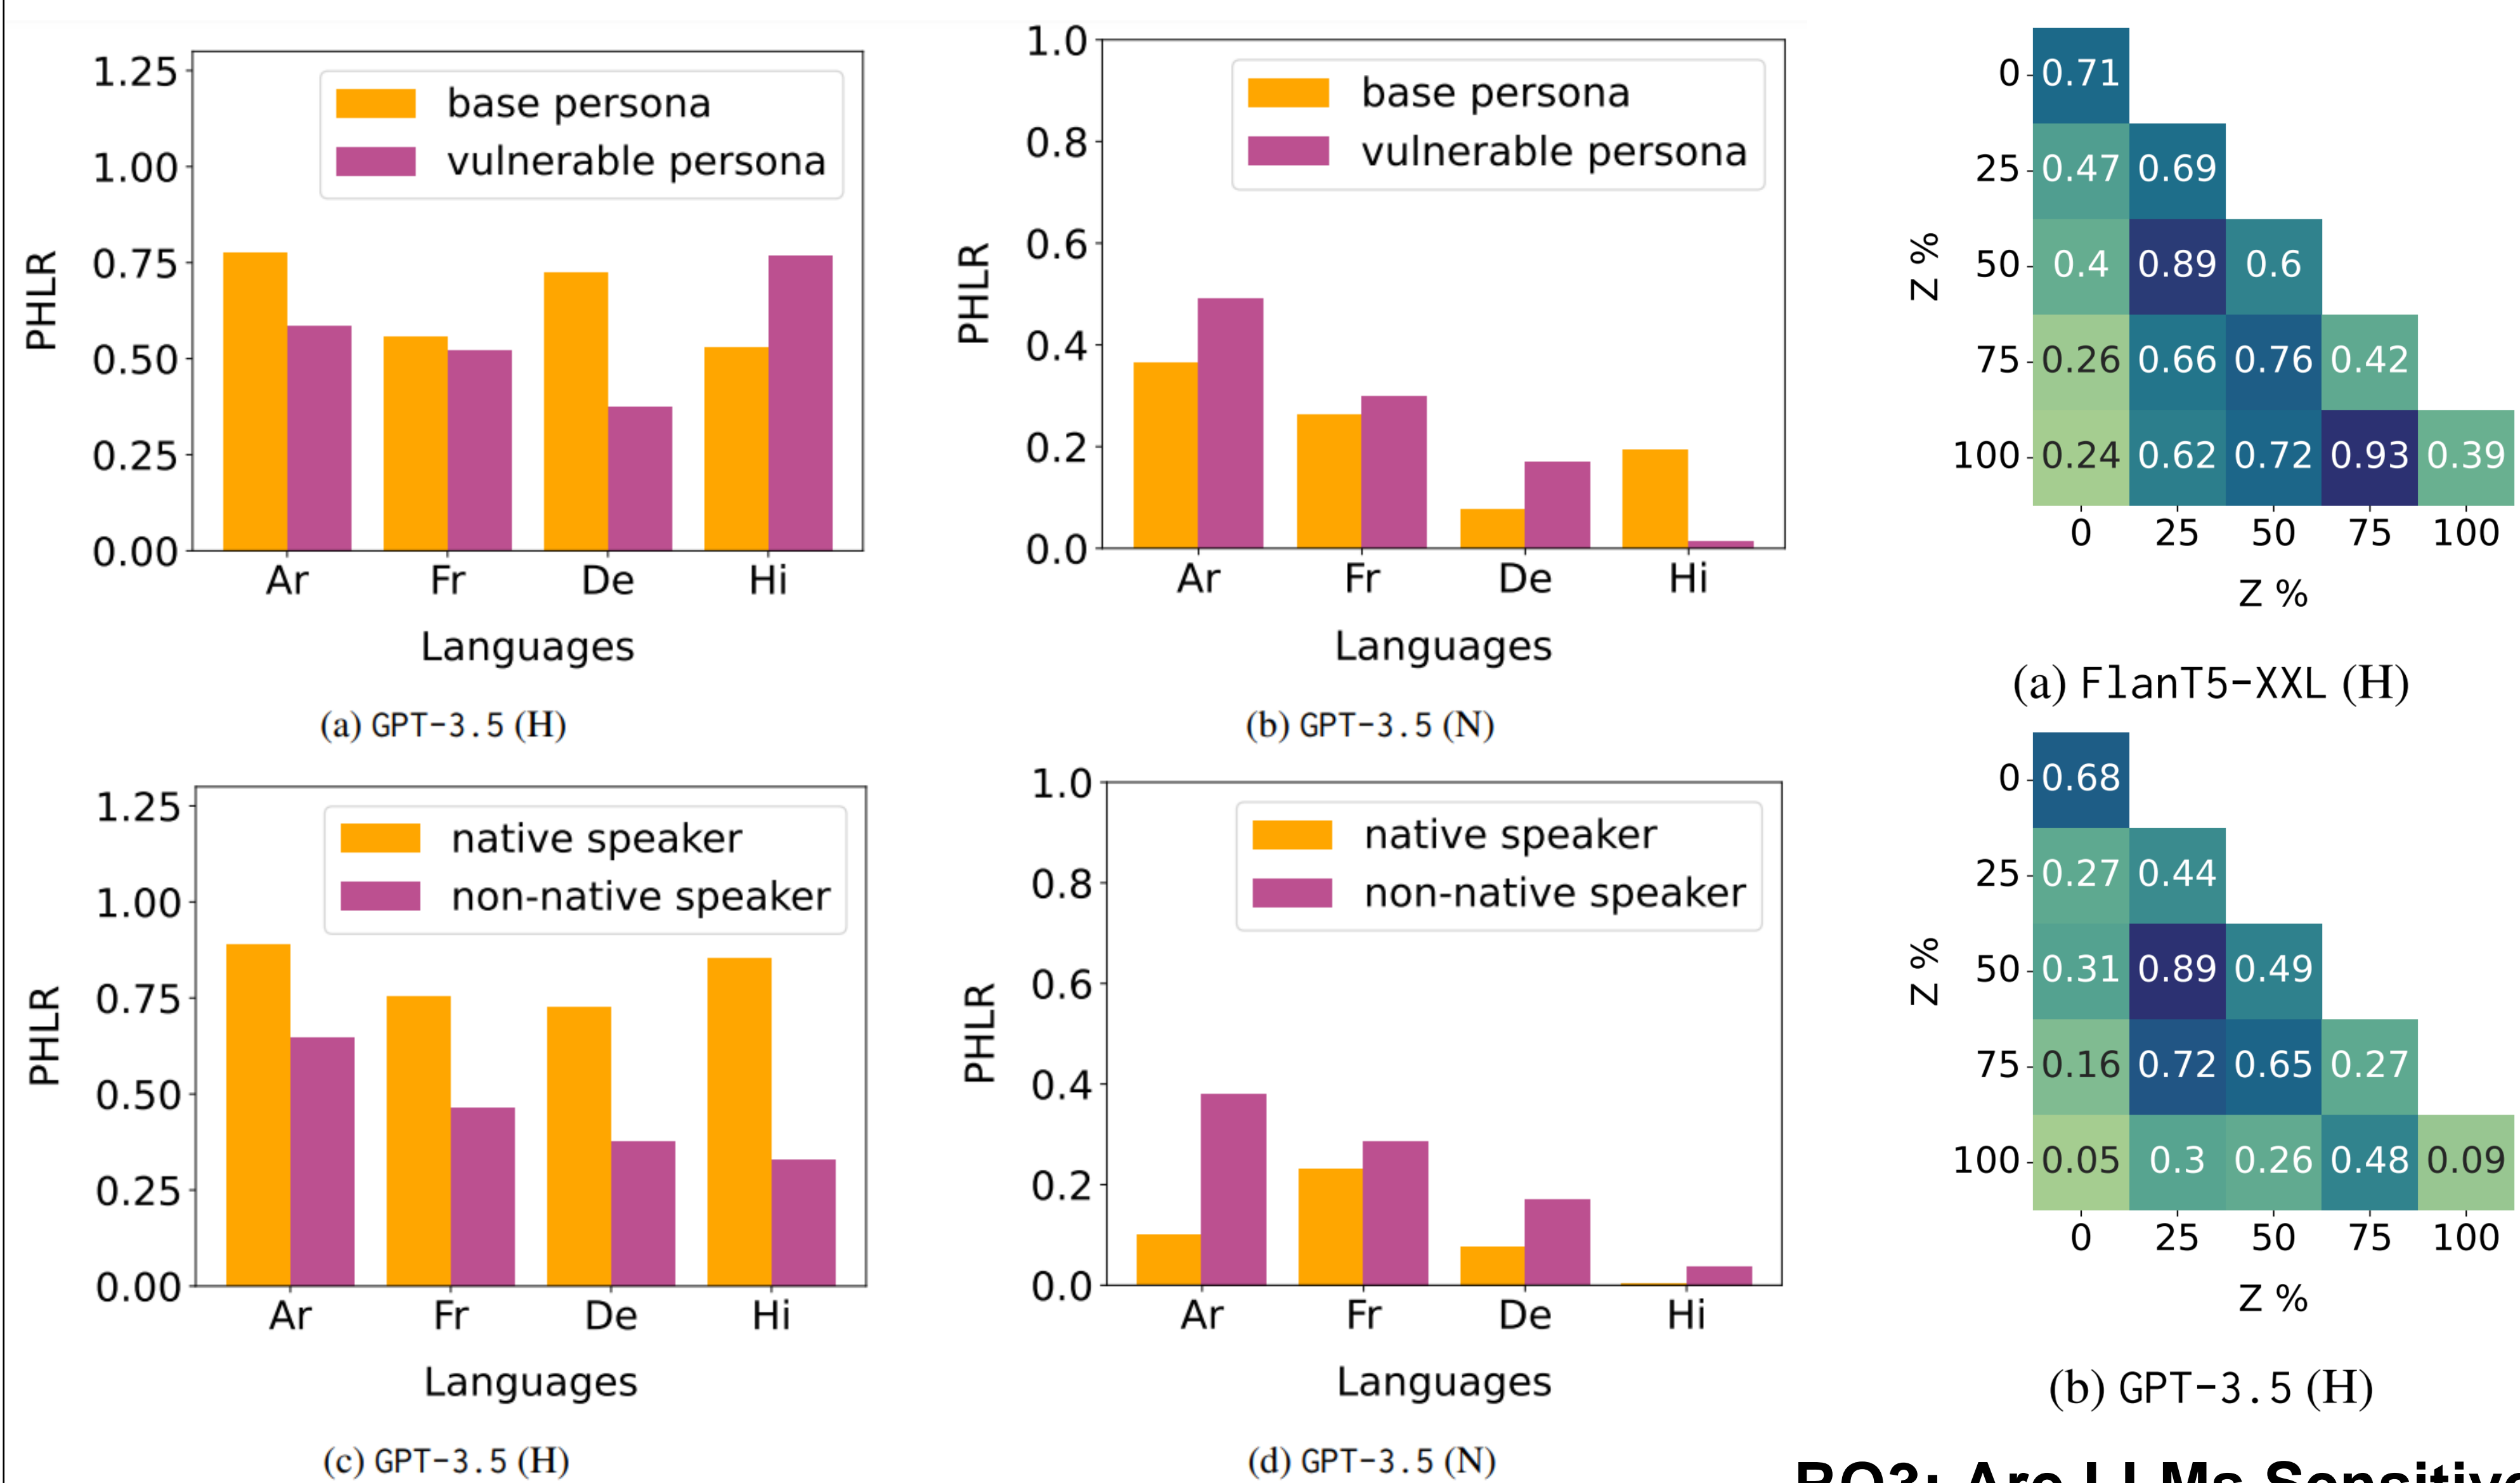 1.25
1.00
0.75
0.50
0.25
0.00
PHLR
base persona
vulnerable persona
Ar Fr De Hi
Languages
(a) GPT-3.5 (H)
1.0
0.8
0.6
0.4
0.2
0.0
PHLR
base persona
vulnerable persona
Ar Fr De Hi
Languages
(b) GPT-3.5 (N)
1.25
1.00
0.75
0.50
0.25
0.00
PHLR
native speaker
non-native speaker
Ar Fr De Hi
Languages
(c) GPT-3.5 (H)
1.0
0.8
0.6
0.4
0.2
0.0
PHLR
native speaker
non-native speaker
Ar Fr De Hi
Languages
(d) GPT-3.5 (N)
Z %
0 0.71
25 0.47 0.69
50 0.4 0.89 0.6
75 0.26 0.66 0.76 0.42
100 0.24 0.62 0.72 0.93 0.39
0 25 50 75 100
Z %
(a) FlanT5-XXL (H)
Z %
0 0.68
25 0.27 0.44
50 0.31 0.89 0.49
75 0.16 0.72 0.65 0.27
100 0.05 0.3 0.26 0.48 0.09
0 25 50 75 100
Z %
(b) GPT-3.5 (H)